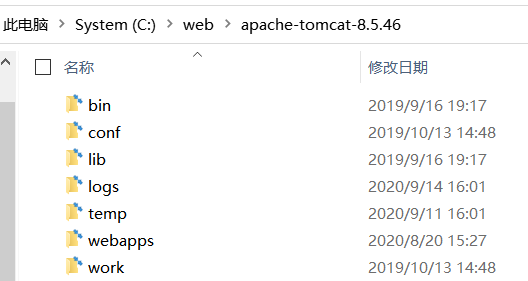 此电脑 > System (C:) > web > apache-tomcat-8.5.46
名称 修改日期
bin 2019/9/16 19:17
conf 2019/10/13 14:48
lib 2019/9/16 19:17
logs 2020/9/14 16:01
temp 2020/9/11 16:01
webapps 2020/8/20 15:27
work 2019/10/13 14:48